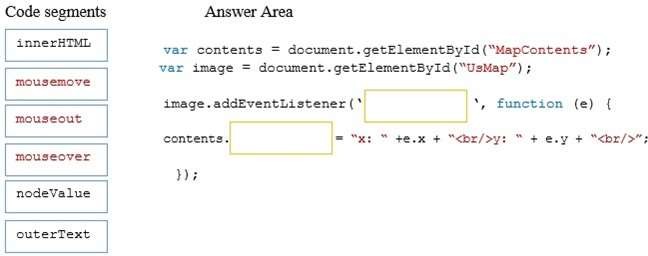 Code segments
Answer Area
innerHTML
mousemove
mouseout
mouseover
nodeValue
outerText
var contents = document.getElementById(“MapContents”);
var image = document.getElementById(“UsMap”);
image.addEventListener(‘ ‘, function (e) {
contents. = “x: “ +e.x + “<br/>y: “ + e.y + “<br/>”;
});